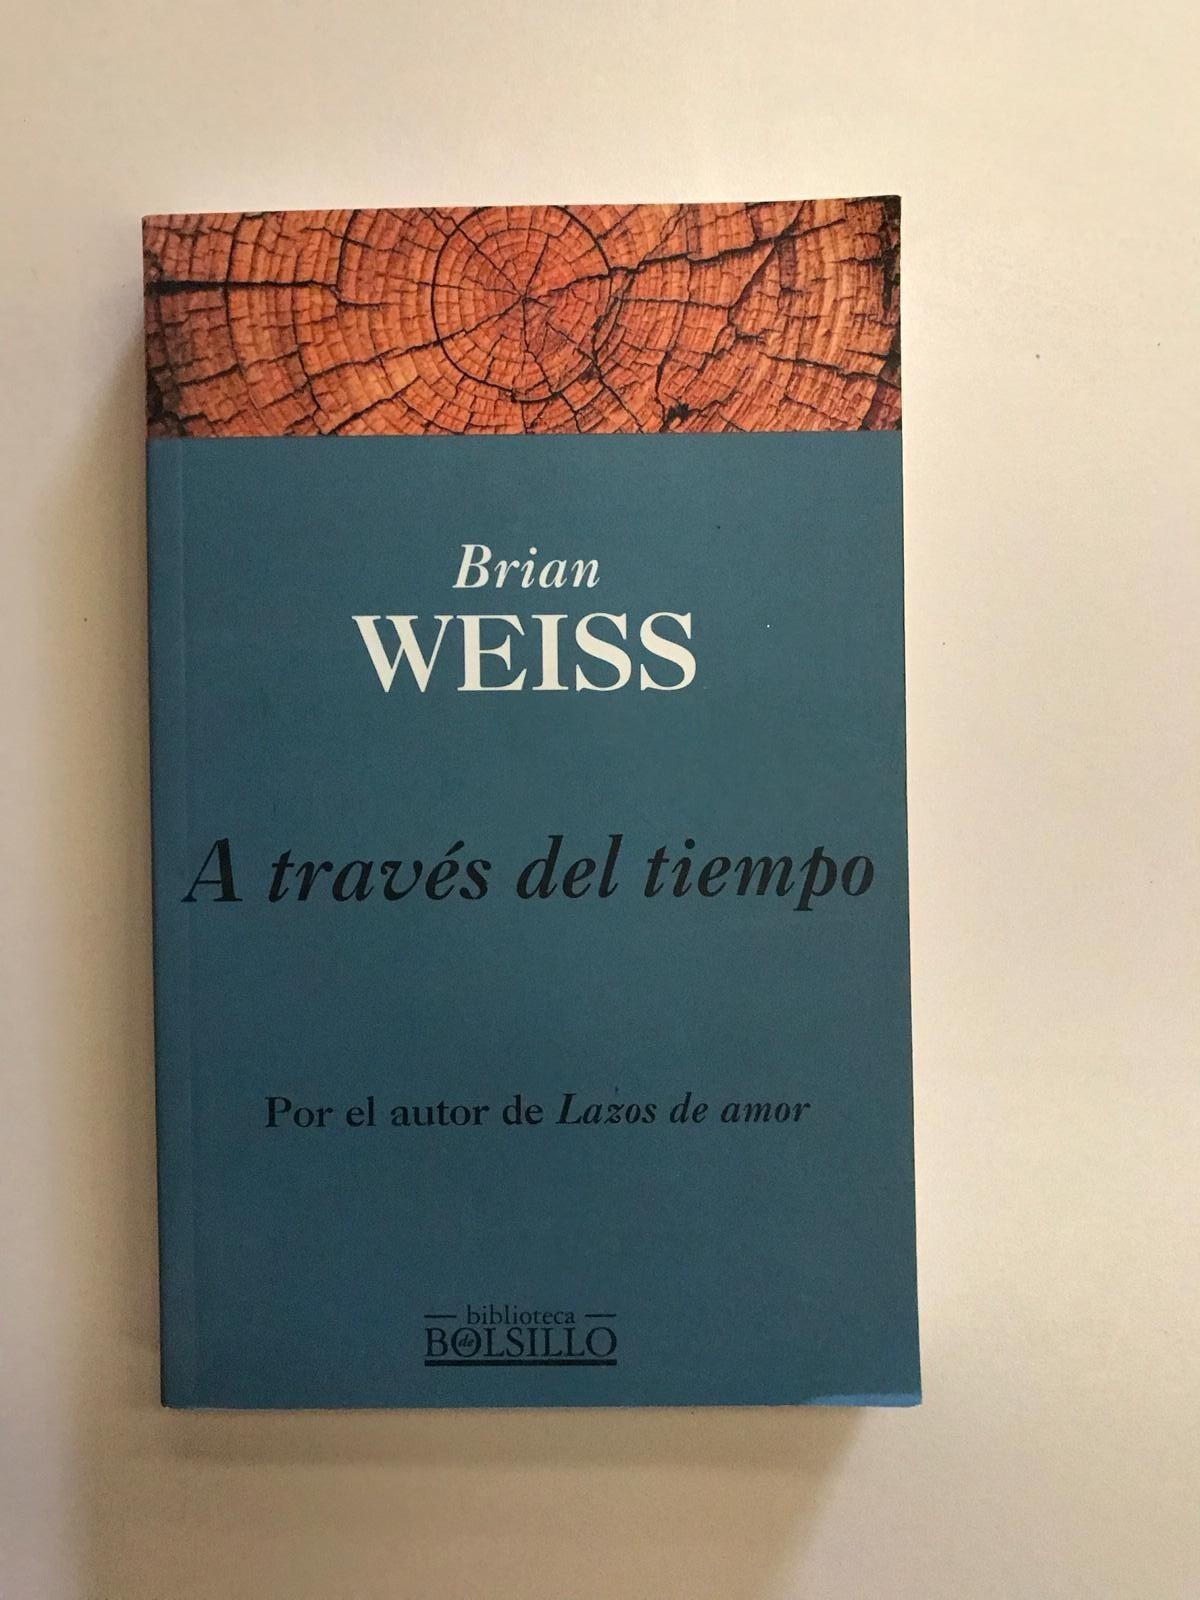 Brian
WEISS
A través del tiempo
Por el autor de Lazos de amor
biblioteca
de
BOLSILLO